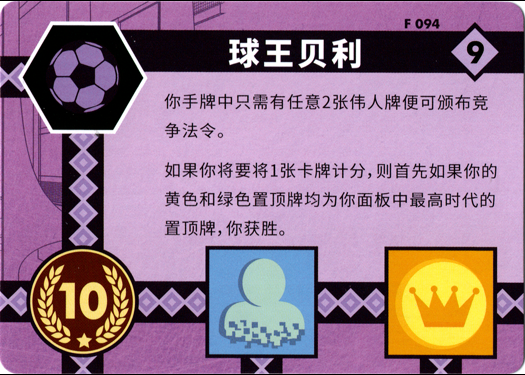 F 094
球王贝利
9
你手牌中只需有任意2张伟人牌便可颁布竞
争法令。
如果你将要将1张卡牌计分,则首先如果你的
黄色和绿色置顶牌均为你面板中最高时代的
置顶牌,你获胜。
10